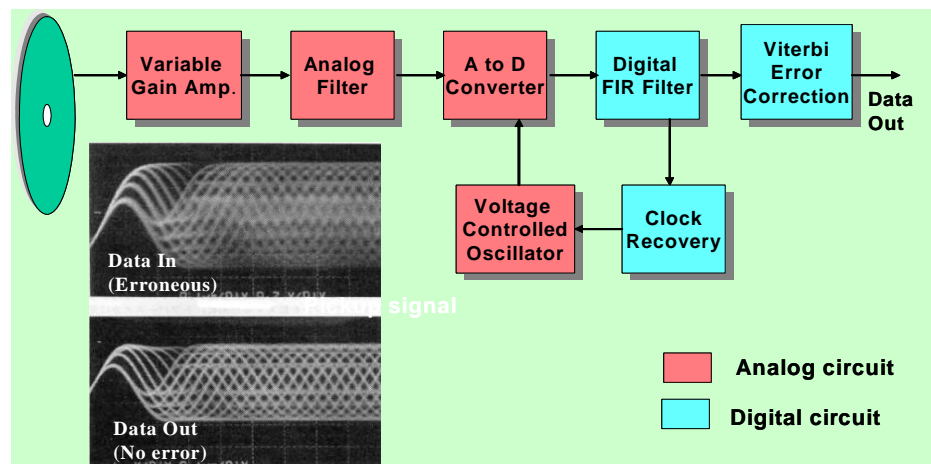 Variable
Gain Amp.
Analog
Filter
A to D
Converter
Digital
FIR Filter
Viterbi
Error
Correction
Data
Out
Voltage
Controlled
Oscillator
Clock
Recovery
Data In
(Erroneous)
Pickup signal
Data Out
(No error)
Analog circuit
Digital circuit